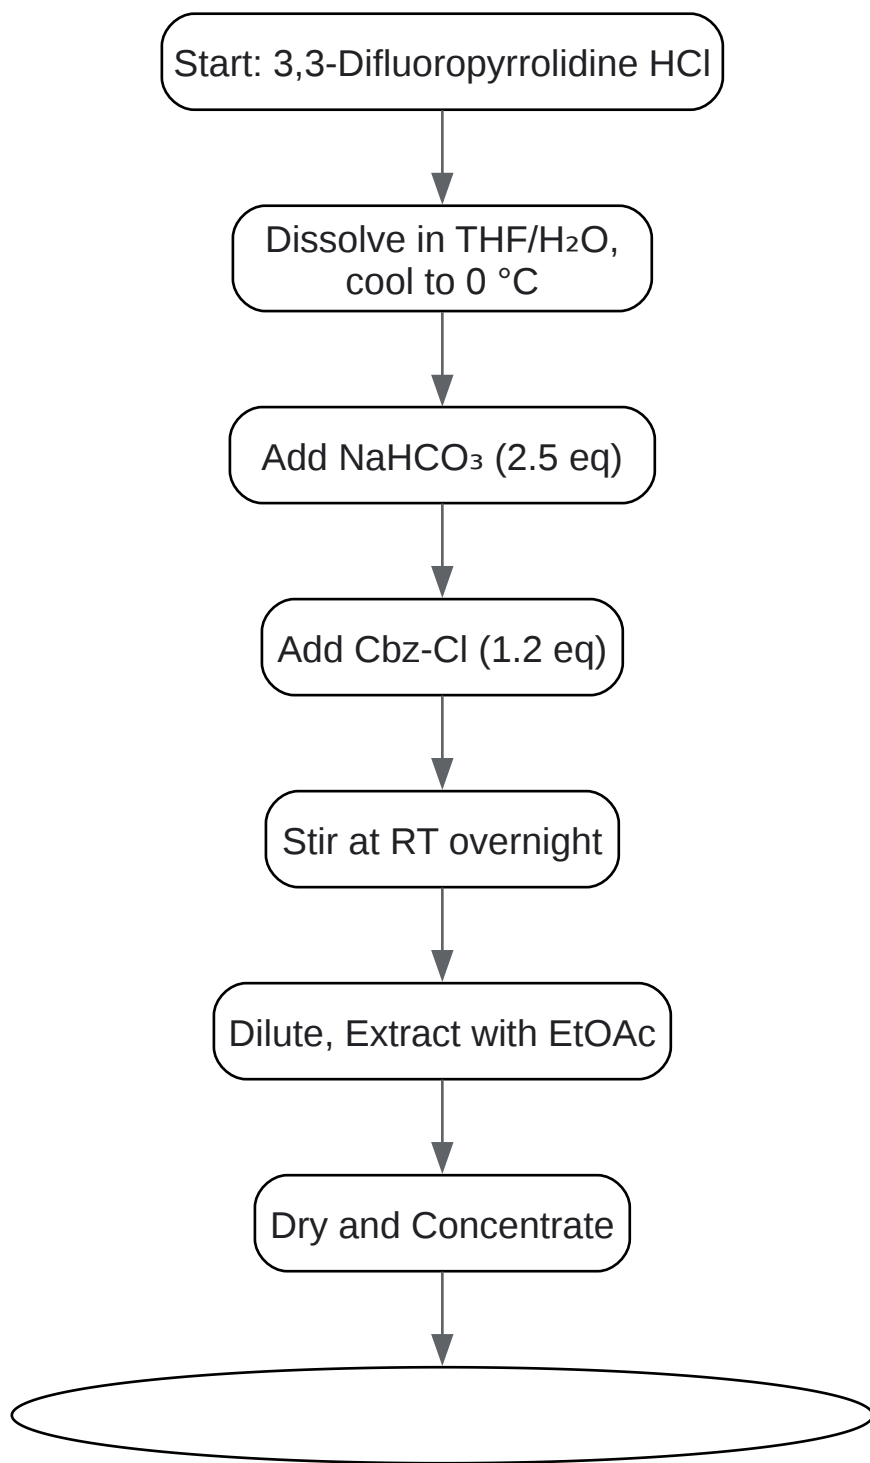 Start: 3,3-Difluoropyrrolidine HCl
Dissolve in THF/H₂O,
cool to 0 °C
Add NaHCO₃ (2.5 eq)
Add Cbz-Cl (1.2 eq)
Stir at RT overnight
Dilute, Extract with EtOAc
Dry and Concentrate